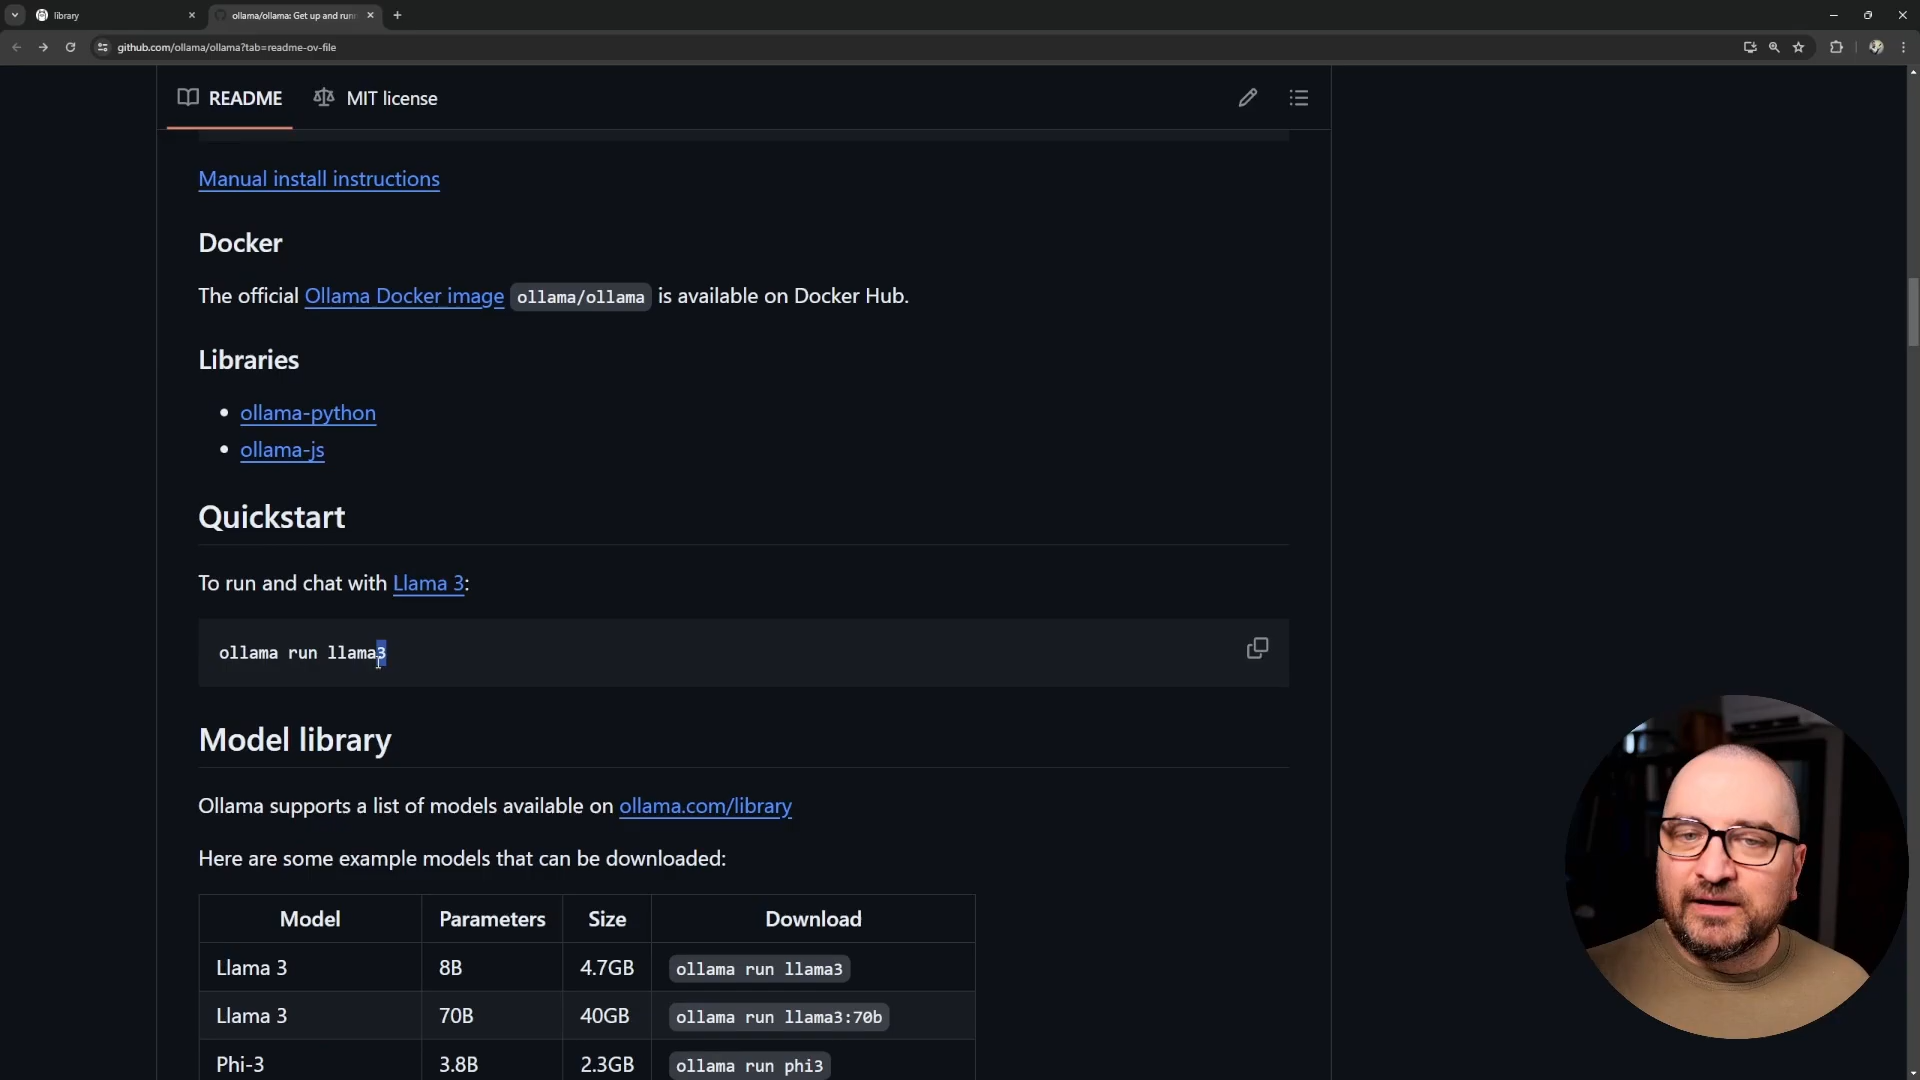 library
ollama/ollama: Get up and run
github.com/ollama/ollama?tab=readme-ov-file
README
MIT license
Manual install instructions
Docker
The official Ollama Docker image ollama/ollama is available on Docker Hub.
Libraries
ollama-python
ollama-js
Quickstart
To run and chat with Llama 3:
ollama run llama3
Model library
Ollama supports a list of models available on ollama.com/library
Here are some example models that can be downloaded:
Model Parameters Size Download
Llama 3 8B 4.7GB ollama run llama3
Llama 3 70B 40GB ollama run llama3:70b
Phi-3 3.8B 2.3GB ollama run phi3